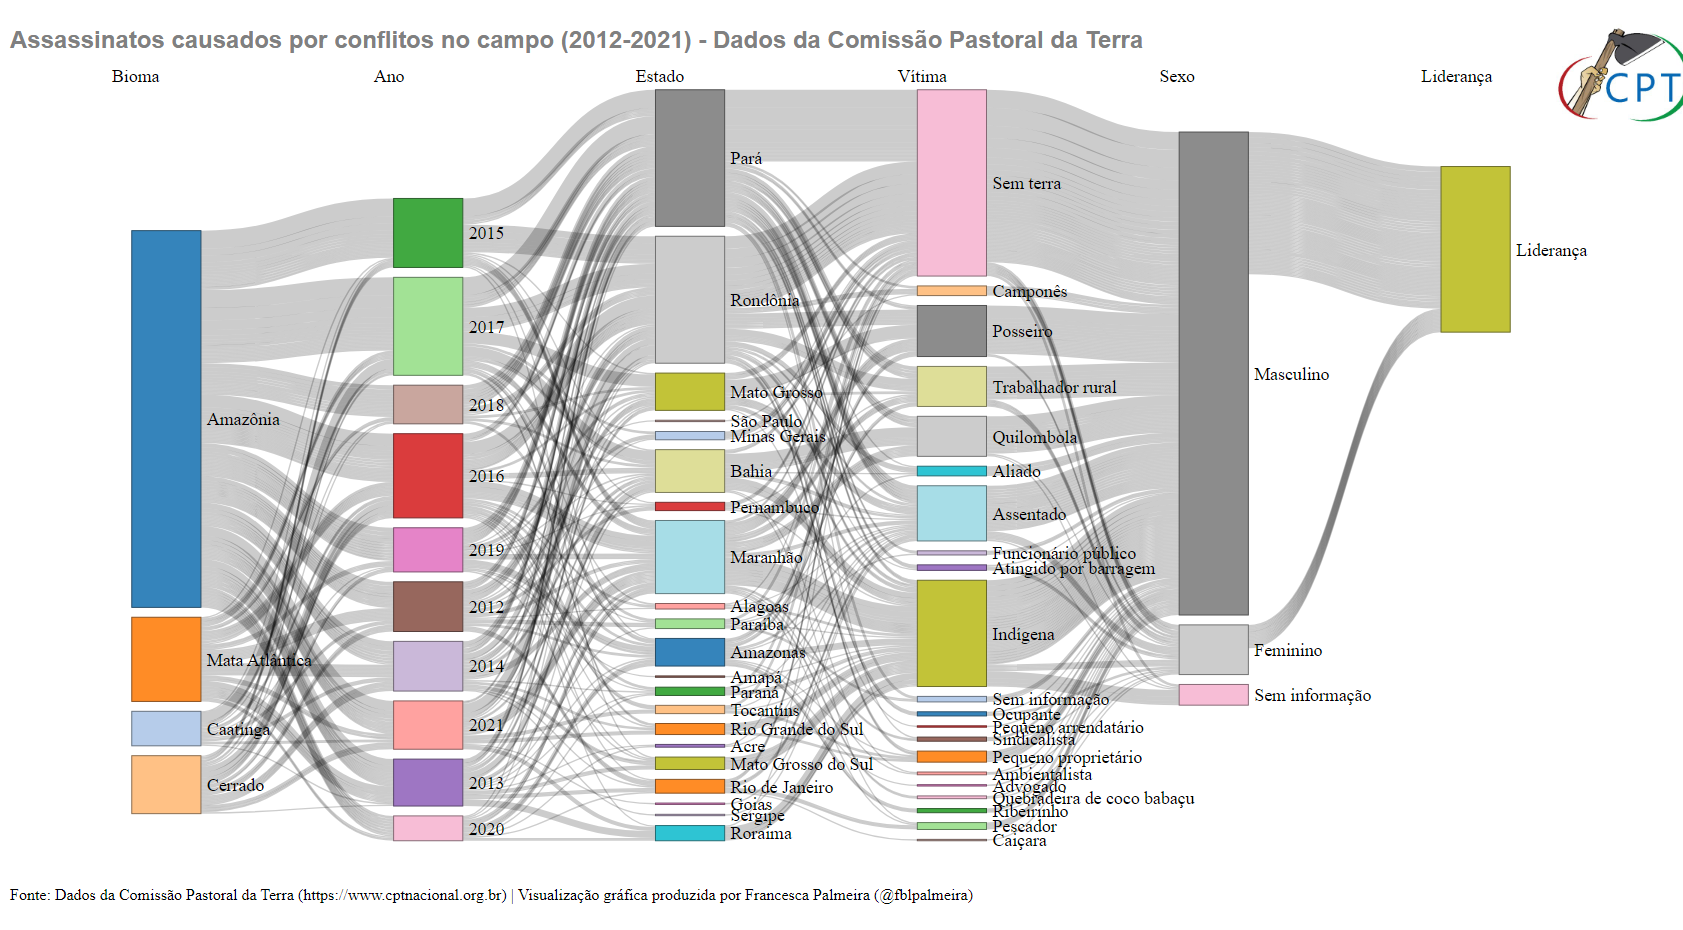 Assassinatos causados por conflitos no campo (2012-2021) - Dados da Comissão Pastoral da Terra
Bioma
Ano
Estado
Vítima
Sexo
Liderança
CPT
Amazônia
Mata Atlântica
Caatinga
Cerrado
2015
2017
2018
2016
2019
2012
2014
2021
2013
2020
Pará
Rondônia
Mato Grosso
São Paulo
Minas Gerais
Bahia
Pernambuco
Maranhão
Alagoas
Paraíba
Amazonas
Amapá
Paraná
Tocantins
Rio Grande do Sul
Acre
Mato Grosso do Sul
Rio de Janeiro
Goias
Sergipe
Roraima
Sem terra
Camponês
Posseiro
Trabalhador rural
Quilombola
Aliado
Assentado
Funcionário público
Atingido por barragem
Indígena
Sem informação
Ocupante
Pequeno arrendatário
Sindicalista
Pequeno proprietário
Ambientalista
Advogado
Quebradeira de coco babaçu
Ribeirinho
Pescador
Caiçara
Masculino
Feminino
Sem informação
Liderança
Fonte: Dados da Comissão Pastoral da Terra (https://www.cptnacional.org.br) | Visualização gráfica produzida por Francesca Palmeira (@fblpalmeira)